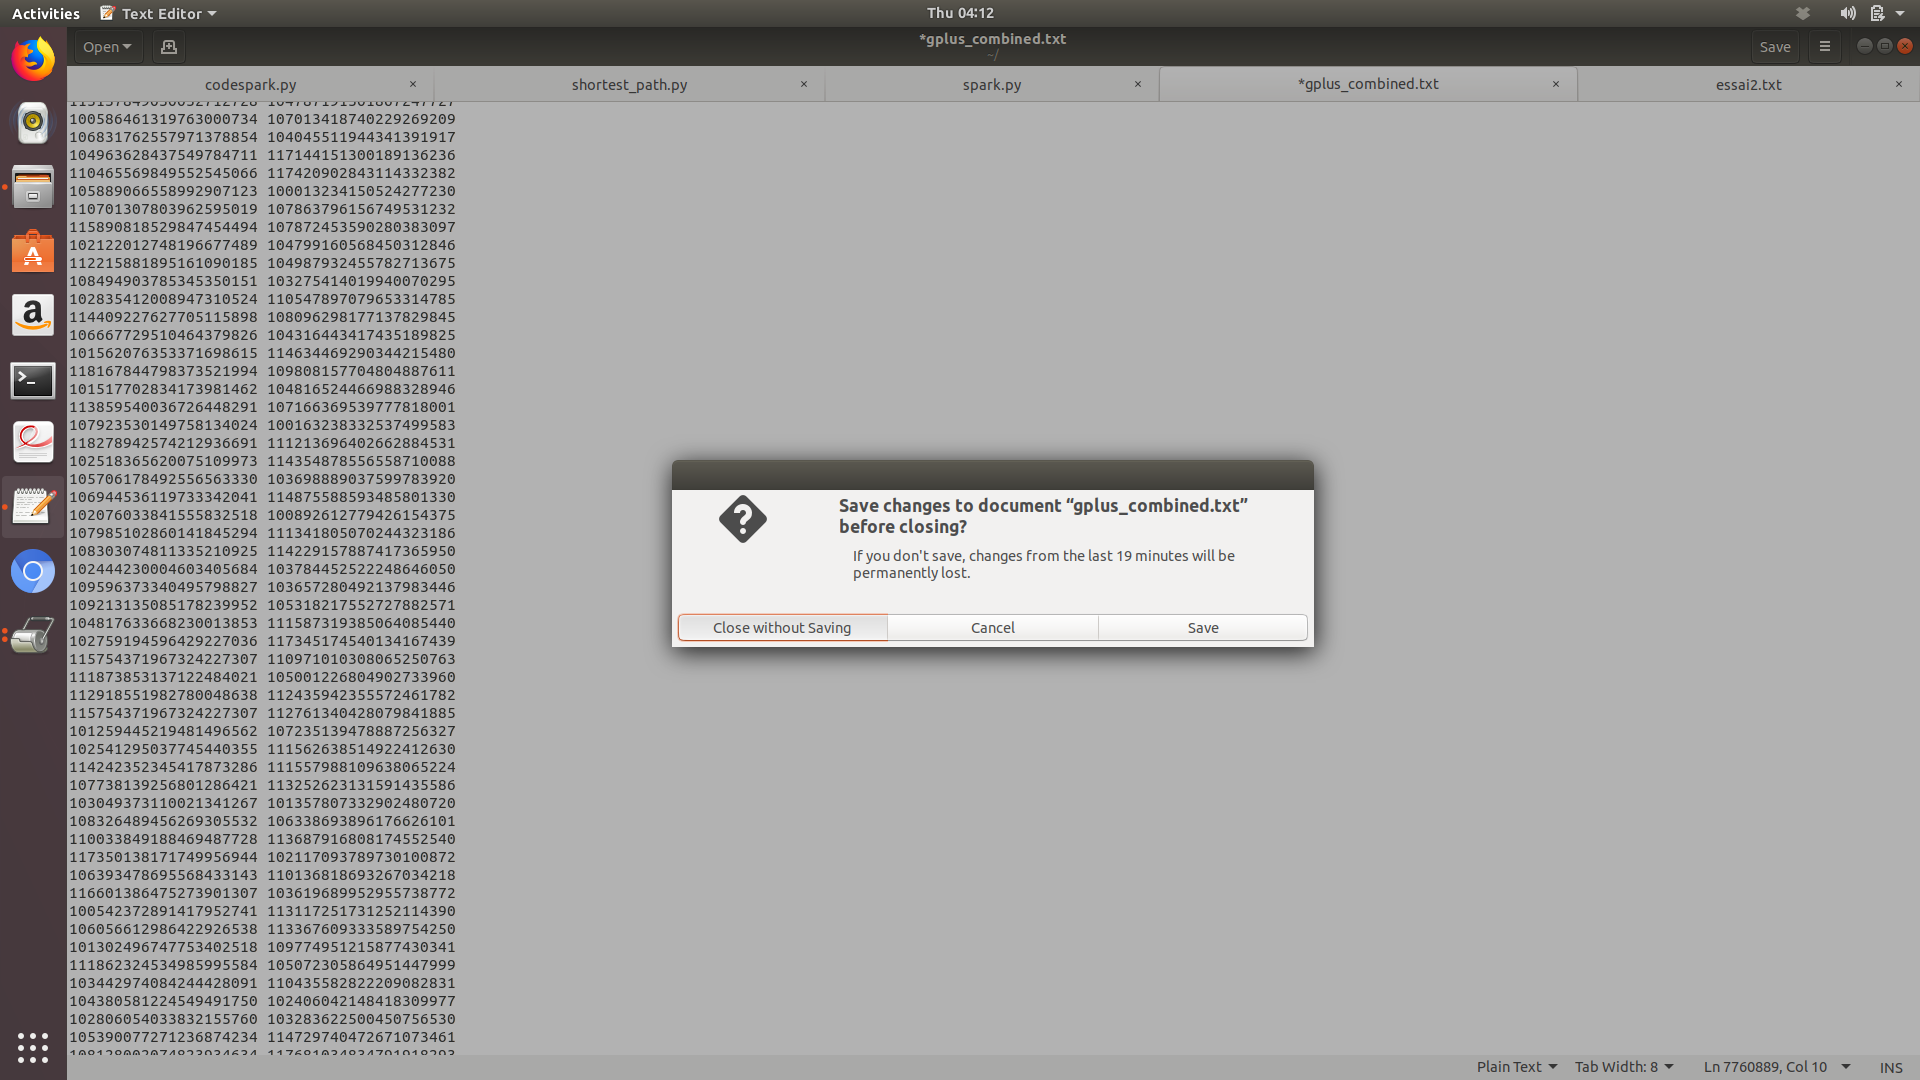 Activities
Text Editor
Thu 04:12
Open
*gplus_combined.txt
~/
Save
codespark.py ×
shortest_path.py ×
spark.py ×
*gplus_combined.txt ×
essai2.txt ×
100586461319763000734 107013418740229269209
106831762557971378854 104045511944341391917
104963628437549784711 117144151300189136236
110465569849552545066 117420902843114332382
105889066558992907123 100013234150524277230
110701307803962595019 107863796156749531232
115890818529847454494 107872453590280383097
102122012748196677489 104799160568450312846
112215881895161090185 104987932455782713675
108494903785345350151 103275414019940070295
102835412008947310524 110547897079653314785
114409227627705115898 108096298177137829845
106667729510464379826 104316443417435189825
101562076353371698615 114634469290344215480
118167844798373521994 109808157704804887611
101517702834173981462 104816524466988328946
113859540036726448291 107166369539777818001
107923530149758134024 100163238332537499583
118278942574212936691 111213696402662884531
102518365620075109973 114354878556558710088
105706178492556563330 103698889037599783920
106944536119733342041 114875588593485801330
102076033841555832518 100892612779426154375
107985102860141845294 111341805070244323186
108303074811335210925 114229157887417365950
102444230004603405684 103784452522248646050
109596373340495798827 103657280492137983446
109213135085178239952 105318217552727882571
104817633668230013853 111587319385064085440
102759194596429227036 117345174540134167439
115754371967324227307 110971010308065250763
111873853137122484021 105001226804902733960
112918551982780048638 112435942355572461782
115754371967324227307 112761340428079841885
101259445219481496562 107235139478887256327
102541295037745440355 111562638514922412630
114242352345417873286 111557988109638065224
107738139256801286421 113252623131591435586
103049373110021341267 101357807332902480720
108326489456269305532 106338693896176626101
110033849188469487728 113687916808174552540
117350138171749956944 102117093789730100872
106393478695568433143 110136818693267034218
116601386475273901307 103619689952955738772
100542372891417952741 113117251731252114390
106056612986422926538 113367609333589754250
101302496747753402518 109774951215877430341
111862324534985995584 105072305864951447999
103442974084244428091 110435582822209082831
104380581224549491750 102406042148418309977
102806054033832155760 103283622500450756530
105390077271236874234 114729740472671073461
Save changes to document “gplus_combined.txt”
before closing?
If you don't save, changes from the last 19 minutes will be
permanently lost.
Close without Saving
Cancel
Save
Plain Text
Tab Width: 8
Ln 7760889, Col 10
INS